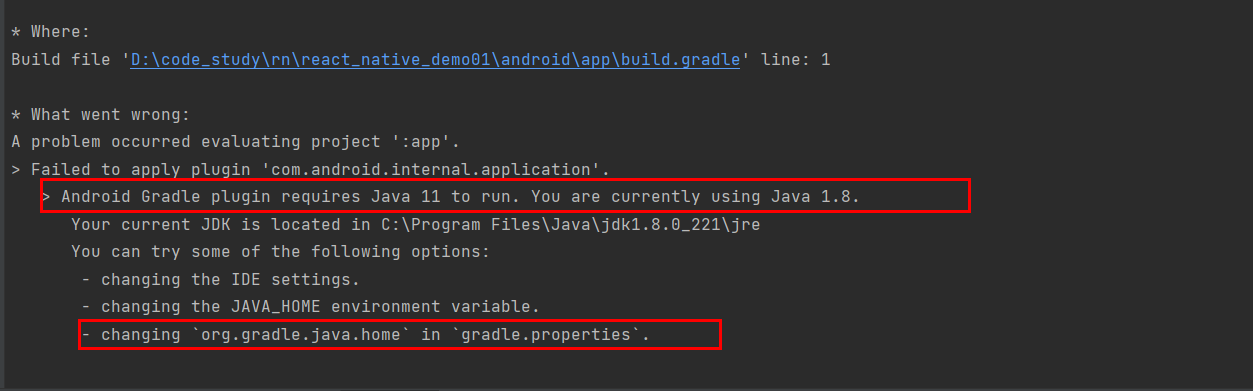 * Where:
Build file 'D:\code_study\rn\react_native_demo01\android\app\build.gradle' line: 1
* What went wrong:
A problem occurred evaluating project ':app'.
> Failed to apply plugin 'com.android.internal.application'.
> Android Gradle plugin requires Java 11 to run. You are currently using Java 1.8.
Your current JDK is located in C:\Program Files\Java\jdk1.8.0_221\jre
You can try some of the following options:
- changing the IDE settings.
- changing the JAVA_HOME environment variable.
- changing `org.gradle.java.home` in `gradle.properties`.